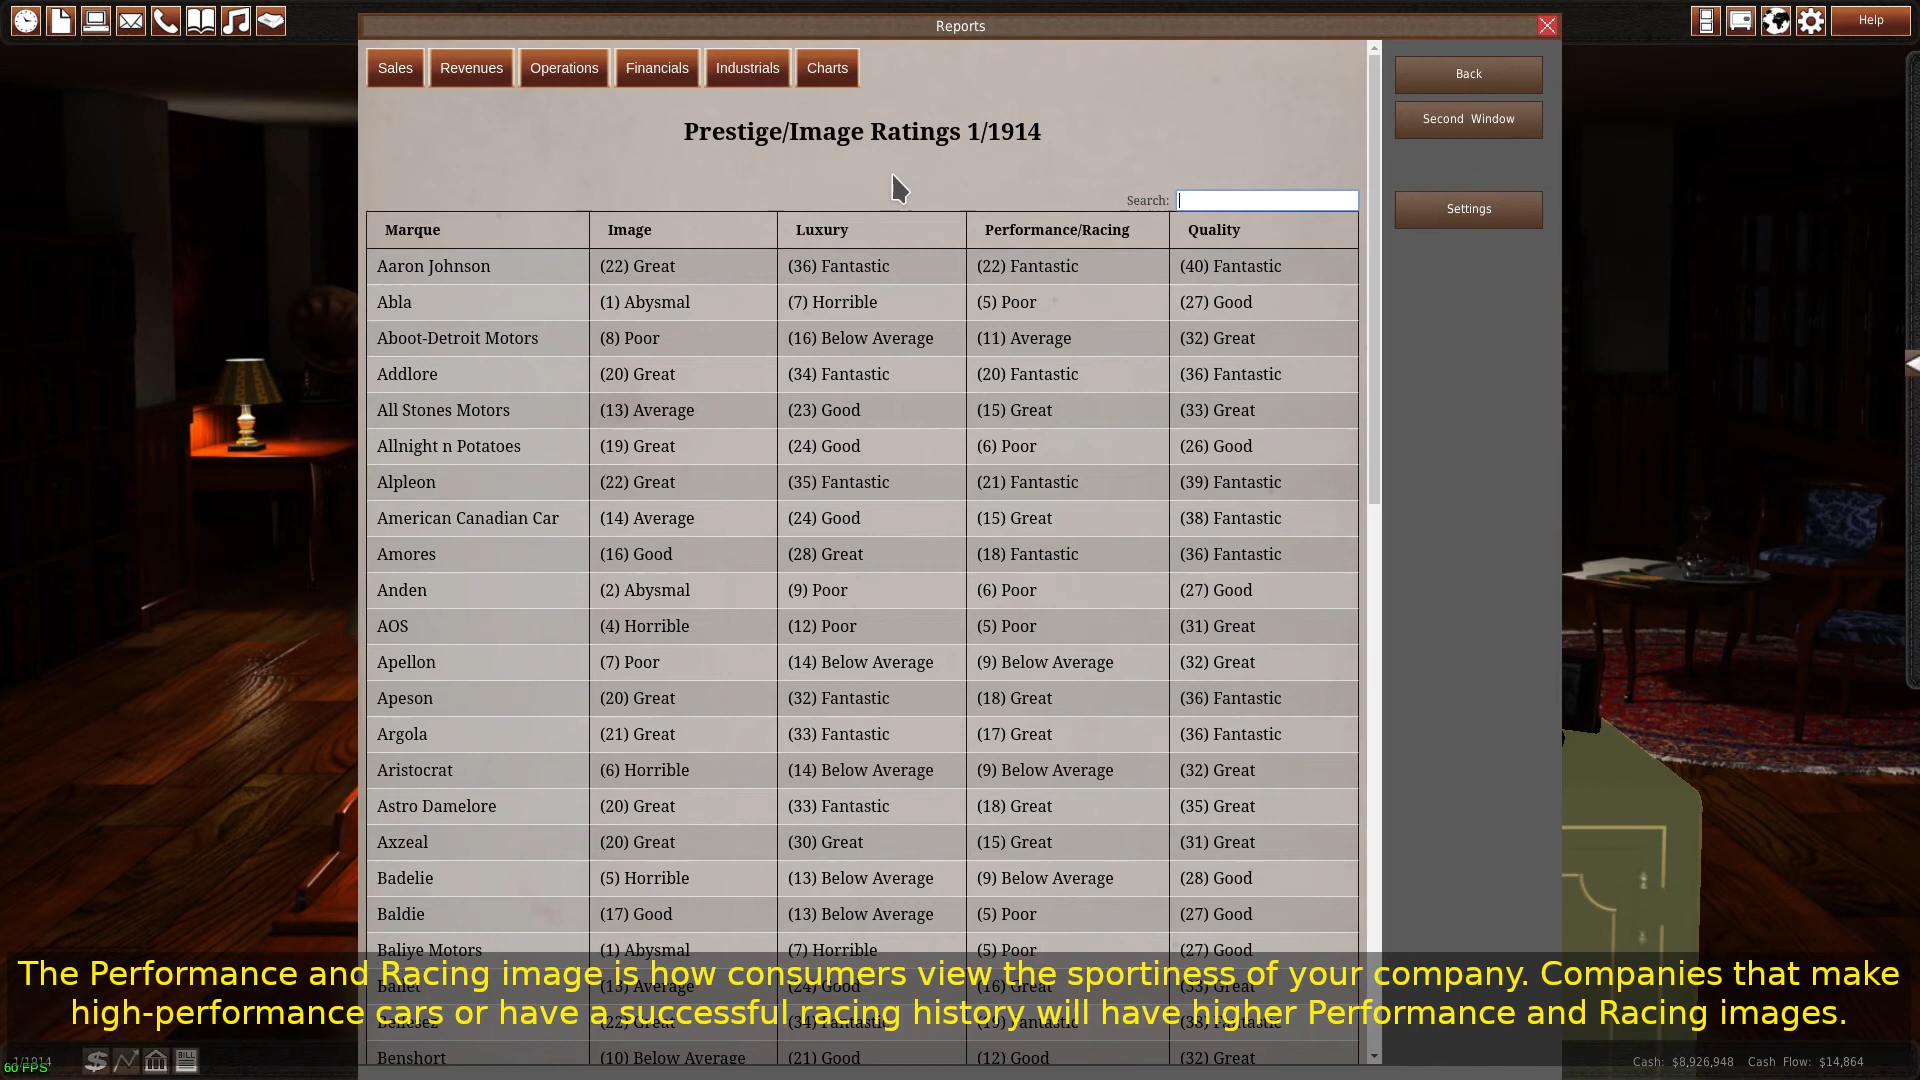 Reports
Help
Sales Revenues Operations Financials Industrials Charts
Back
Second Window
Settings
Prestige/Image Ratings 1/1914
Search:
Marque Image Luxury Performance/Racing Quality
Aaron Johnson (22) Great (36) Fantastic (22) Fantastic (40) Fantastic
Abla (1) Abysmal (7) Horrible (5) Poor (27) Good
Aboot-Detroit Motors (8) Poor (16) Below Average (11) Average (32) Great
Addlore (20) Great (34) Fantastic (20) Fantastic (36) Fantastic
All Stones Motors (13) Average (23) Good (15) Great (33) Great
Allnight n Potatoes (19) Great (24) Good (6) Poor (26) Good
Alpleon (22) Great (35) Fantastic (21) Fantastic (39) Fantastic
American Canadian Car (14) Average (24) Good (15) Great (38) Fantastic
Amores (16) Good (28) Great (18) Fantastic (36) Fantastic
Anden (2) Abysmal (9) Poor (6) Poor (27) Good
AOS (4) Horrible (12) Poor (5) Poor (31) Great
Apellon (7) Poor (14) Below Average (9) Below Average (32) Great
Apeson (20) Great (32) Fantastic (18) Great (36) Fantastic
Argola (21) Great (33) Fantastic (17) Great (36) Fantastic
Aristocrat (6) Horrible (14) Below Average (9) Below Average (32) Great
Astro Damelore (20) Great (33) Fantastic (18) Great (35) Great
Axzeal (20) Great (30) Great (15) Great (31) Great
Badelie (5) Horrible (13) Below Average (9) Below Average (28) Good
Baldie (17) Good (13) Below Average (5) Poor (27) Good
Baliye Motors (1) Abysmal (7) Horrible (5) Poor (27) Good
The Performance and Racing image is how consumers view the sportiness of your company. Companies that make
high-performance cars or have a successful racing history will have higher Performance and Racing images.
Benshort (10) Below Average (21) Good (12) Good (32) Great
1/1914
60 FPS
BILL
Cash: $8,926,948 Cash Flow: $14,864